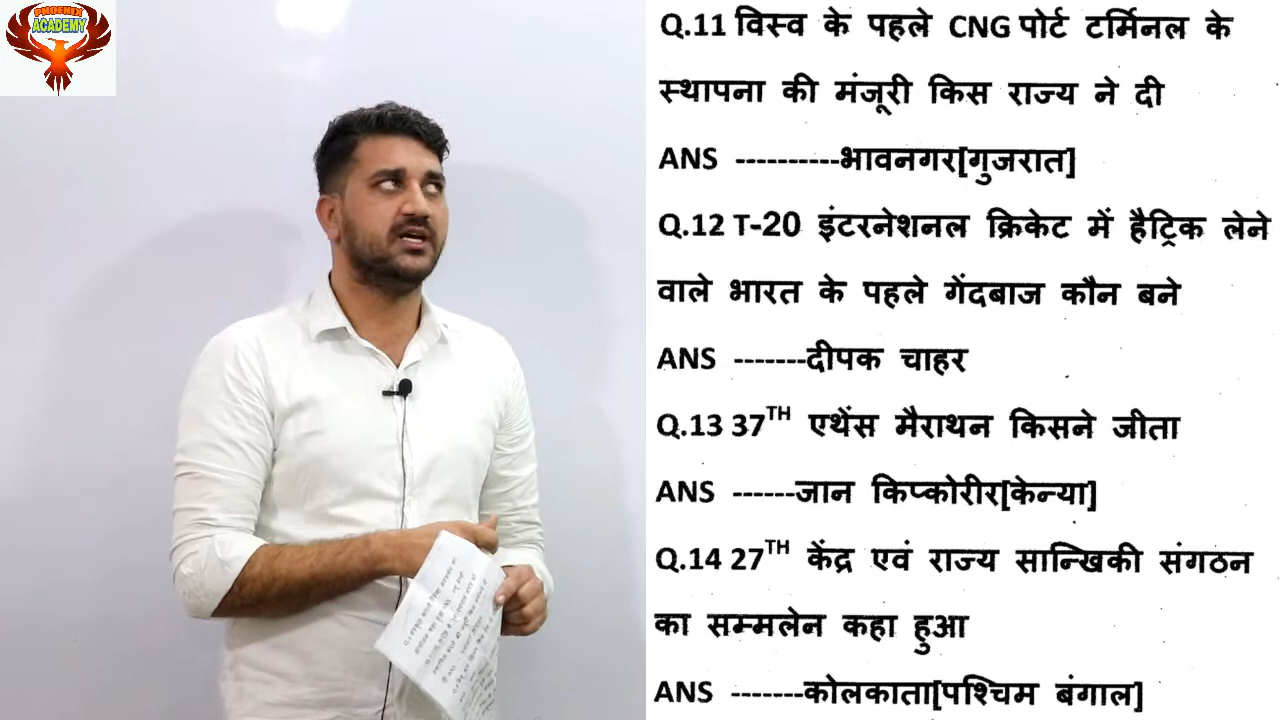 PHOENIX
ACADEMY
Q.11 विस्व के पहले CNG पोर्ट टर्मिनल के
स्थापना की मंजूरी किस राज्य ने दी
ANS ----------भावनगर[गुजरात]
Q.12 T-20 इंटरनेशनल क्रिकेट में हैट्रिक लेने
वाले भारत के पहले गेंदबाज कौन बने
ANS -------दीपक चाहर
Q.13 37TH एथेंस मैराथन किसने जीता
ANS ------जान किप्कोरीर[केन्या]
Q.14 27TH केंद्र एवं राज्य सान्खिकी संगठन
का सम्मलेन कहा हुआ
ANS -------कोलकाता[पश्चिम बंगाल]